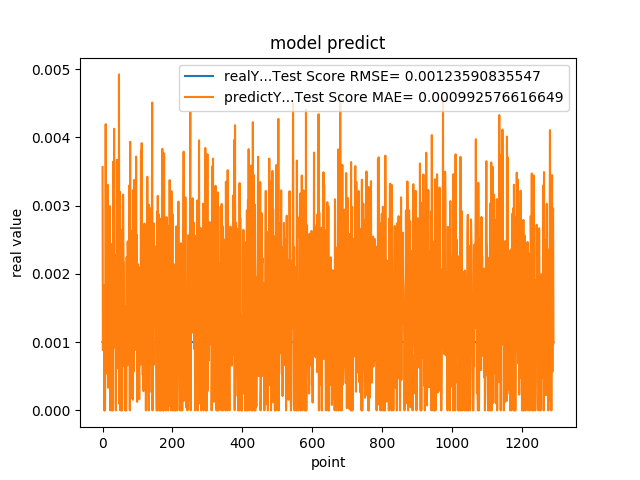 model predict
realY...Test Score RMSE= 0.00123590835547
predictY...Test Score MAE= 0.000992576616649
0.005
0.004
0.003
0.002
0.001
0.000
real value
0 200 400 600 800 1000 1200
point